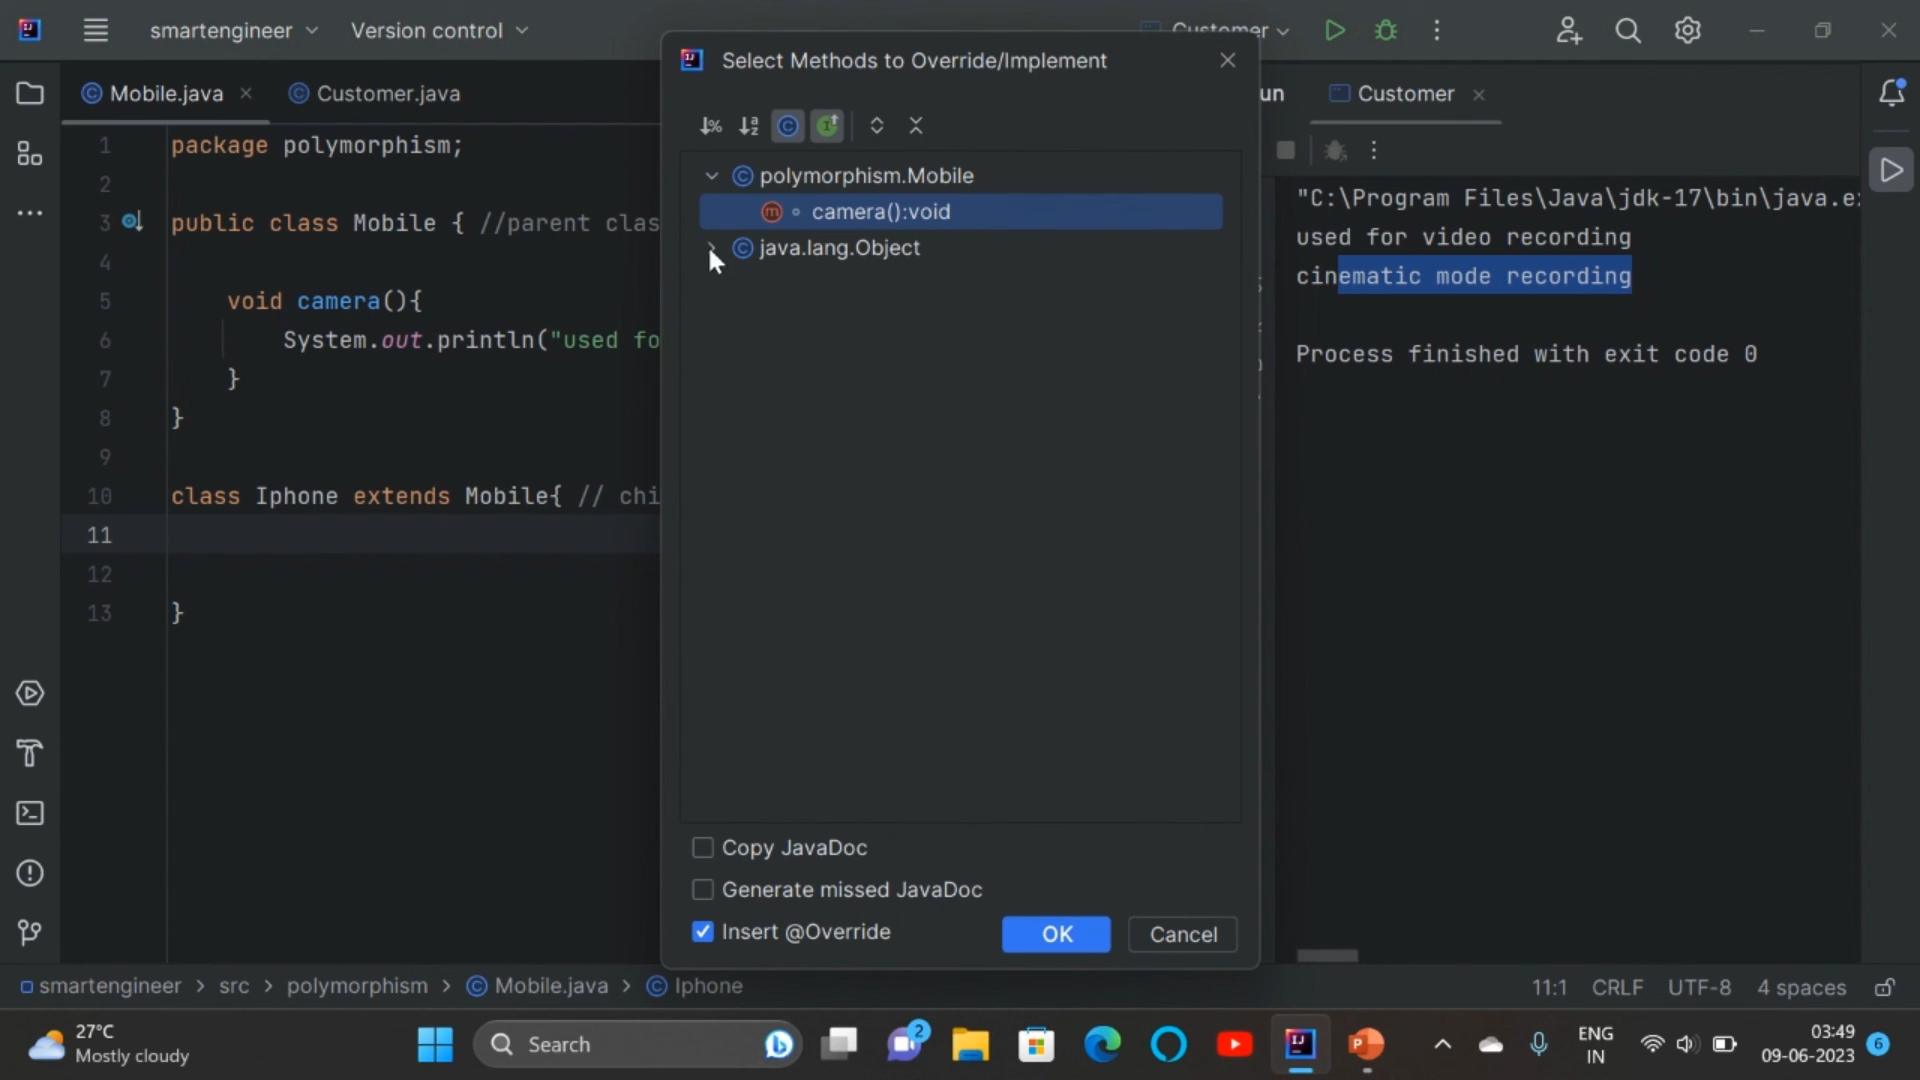 smartengineer
Version control
Customer
Mobile.java
Customer.java
1 package polymorphism;
2
3 public class Mobile { //parent clas
4
5 void camera(){
6 System.out.println("used fo
7 }
8 }
9
10 class Iphone extends Mobile{ // chi
11
12
13 }
Select Methods to Override/Implement
polymorphism.Mobile
m camera():void
java.lang.Object
Copy JavaDoc
Generate missed JavaDoc
Insert @Override
OK
Cancel
un
Customer
"C:\Program Files\Java\jdk-17\bin\java.ex
used for video recording
cinematic mode recording
Process finished with exit code 0
smartengineer > src > polymorphism > Mobile.java > Iphone
11:1 CRLF UTF-8 4 spaces
27°C
Mostly cloudy
Search
2
ENG
IN
03:49
09-06-2023
6